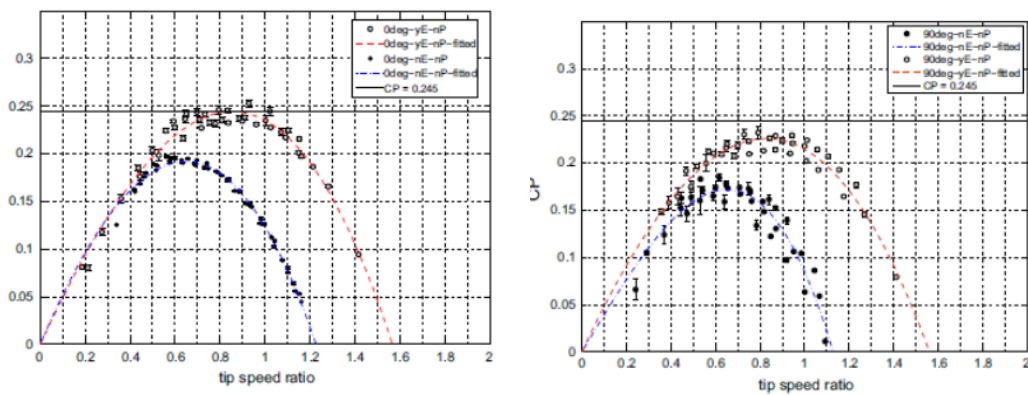 0deg-yE-nP
0deg-yE-nP-fitted
0deg-nE-nP
0deg-nE-nP-fitted
CP = 0.245
0.3
0.25
0.2
0.15
0.1
0.05
0
0 0.2 0.4 0.6 0.8 1 1.2 1.4 1.6 1.8 2
tip speed ratio
90deg-nE-nP
90deg-nE-nP-fitted
90deg-yE-nP
90deg-yE-nP-fitted
CP = 0.245
0.3
0.25
0.2
CP
0.15
0.1
0.05
0
0 0.2 0.4 0.6 0.8 1 1.2 1.4 1.6 1.8 2
tip speed ratio